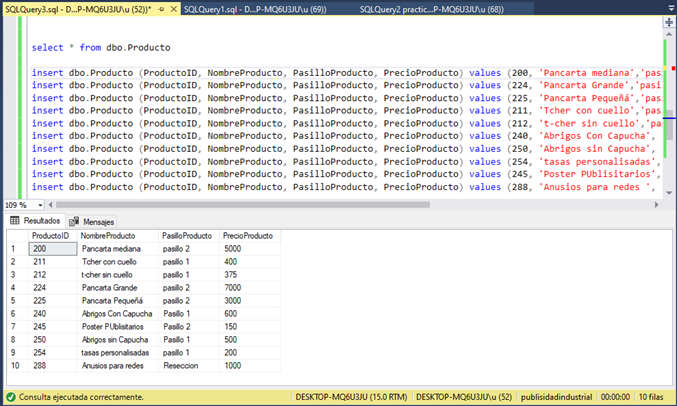 SQLQuery3.sql - D...P-MQ6U3JU\u (52))* SQLQuery1.sql - D...P-MQ6U3JU\u (69)) SQLQuery2 practic...P-MQ6U3JU\u (68))
select * from dbo.Producto
insert dbo.Producto (ProductoID, NombreProducto, PasilloProducto, PrecioProducto) values (200, 'Pancarta mediana','pas
insert dbo.Producto (ProductoID, NombreProducto, PasilloProducto, PrecioProducto) values (224, 'Pancarta Grande','pasi
insert dbo.Producto (ProductoID, NombreProducto, PasilloProducto, PrecioProducto) values (225, 'Pancarta Pequeñá','pas
insert dbo.Producto (ProductoID, NombreProducto, PasilloProducto, PrecioProducto) values (211, 'Tcher con cuello','pas
insert dbo.Producto (ProductoID, NombreProducto, PasilloProducto, PrecioProducto) values (212, 't-cher sin cuello','pa
insert dbo.Producto (ProductoID, NombreProducto, PasilloProducto, PrecioProducto) values (240, 'Abrigos Con Capucha',
insert dbo.Producto (ProductoID, NombreProducto, PasilloProducto, PrecioProducto) values (250, 'Abrigos sin Capucha',
insert dbo.Producto (ProductoID, NombreProducto, PasilloProducto, PrecioProducto) values (254, 'tasas personalisadas',
insert dbo.Producto (ProductoID, NombreProducto, PasilloProducto, PrecioProducto) values (245, 'Poster PUblisitarios',
insert dbo.Producto (ProductoID, NombreProducto, PasilloProducto, PrecioProducto) values (288, 'Anusios para redes ',
109 %
Resultados Mensajes
ProductoID NombreProducto PasilloProducto PrecioProducto
1 200 Pancarta mediana pasillo 2 5000
2 211 Tcher con cuello pasillo 1 400
3 212 t-cher sin cuello pasillo 1 375
4 224 Pancarta Grande pasillo 2 7000
5 225 Pancarta Pequeñá pasillo 2 3000
6 240 Abrigos Con Capucha Pasillo 1 600
7 245 Poster PUblisitarios Pasillo 2 150
8 250 Abrigos sin Capucha Pasillo 1 500
9 254 tasas personalisadas pasillo 1 200
10 288 Anusios para redes Reseccion 1000
Consulta ejecutada correctamente. DESKTOP-MQ6U3JU (15.0 RTM) DESKTOP-MQ6U3JU\u (52) publisidadindustrial 00:00:00 10 filas